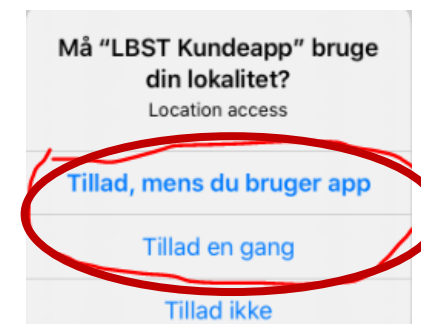 Må “LBST Kundeapp” bruge
din lokalitet?
Location access
Tillad, mens du bruger app
Tillad en gang
Tillad ikke